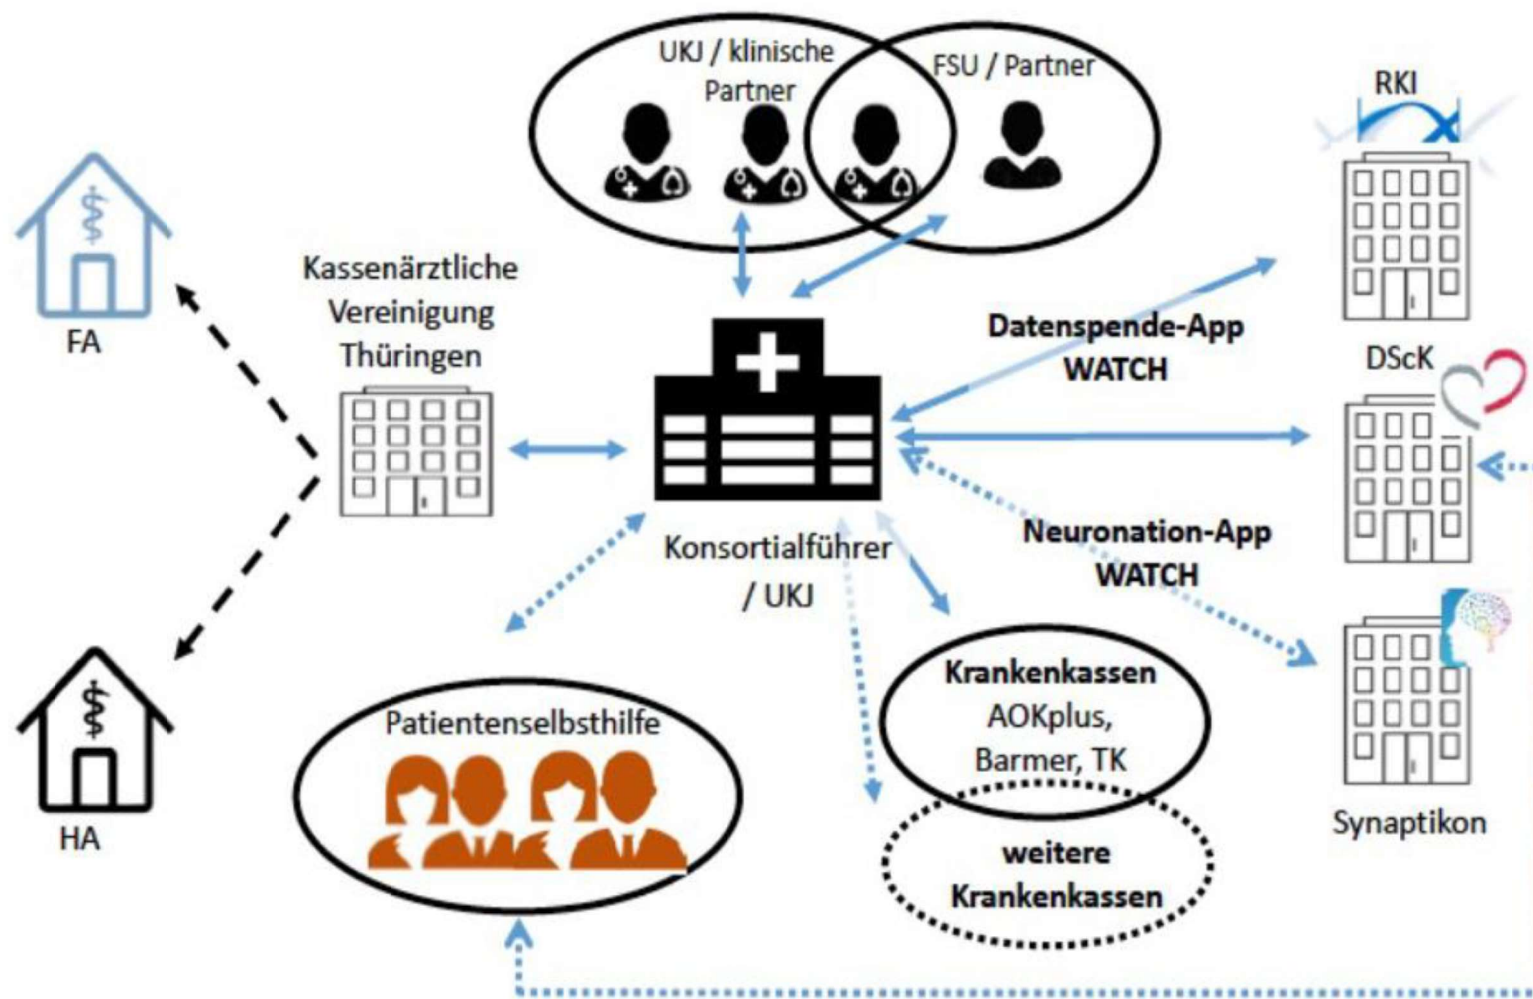 UKJ / klinische
Partner
FSU / Partner
RKI
FA
Kassenärztliche
Vereinigung
Thüringen
Datenspende-App
WATCH
DScK
Konsortialführer
/ UKJ
Neuronation-App
WATCH
Krankenkassen
AOKplus,
Barmer, TK
Patientenselbsthilfe
HA
Synaptikon
weitere
Krankenkassen